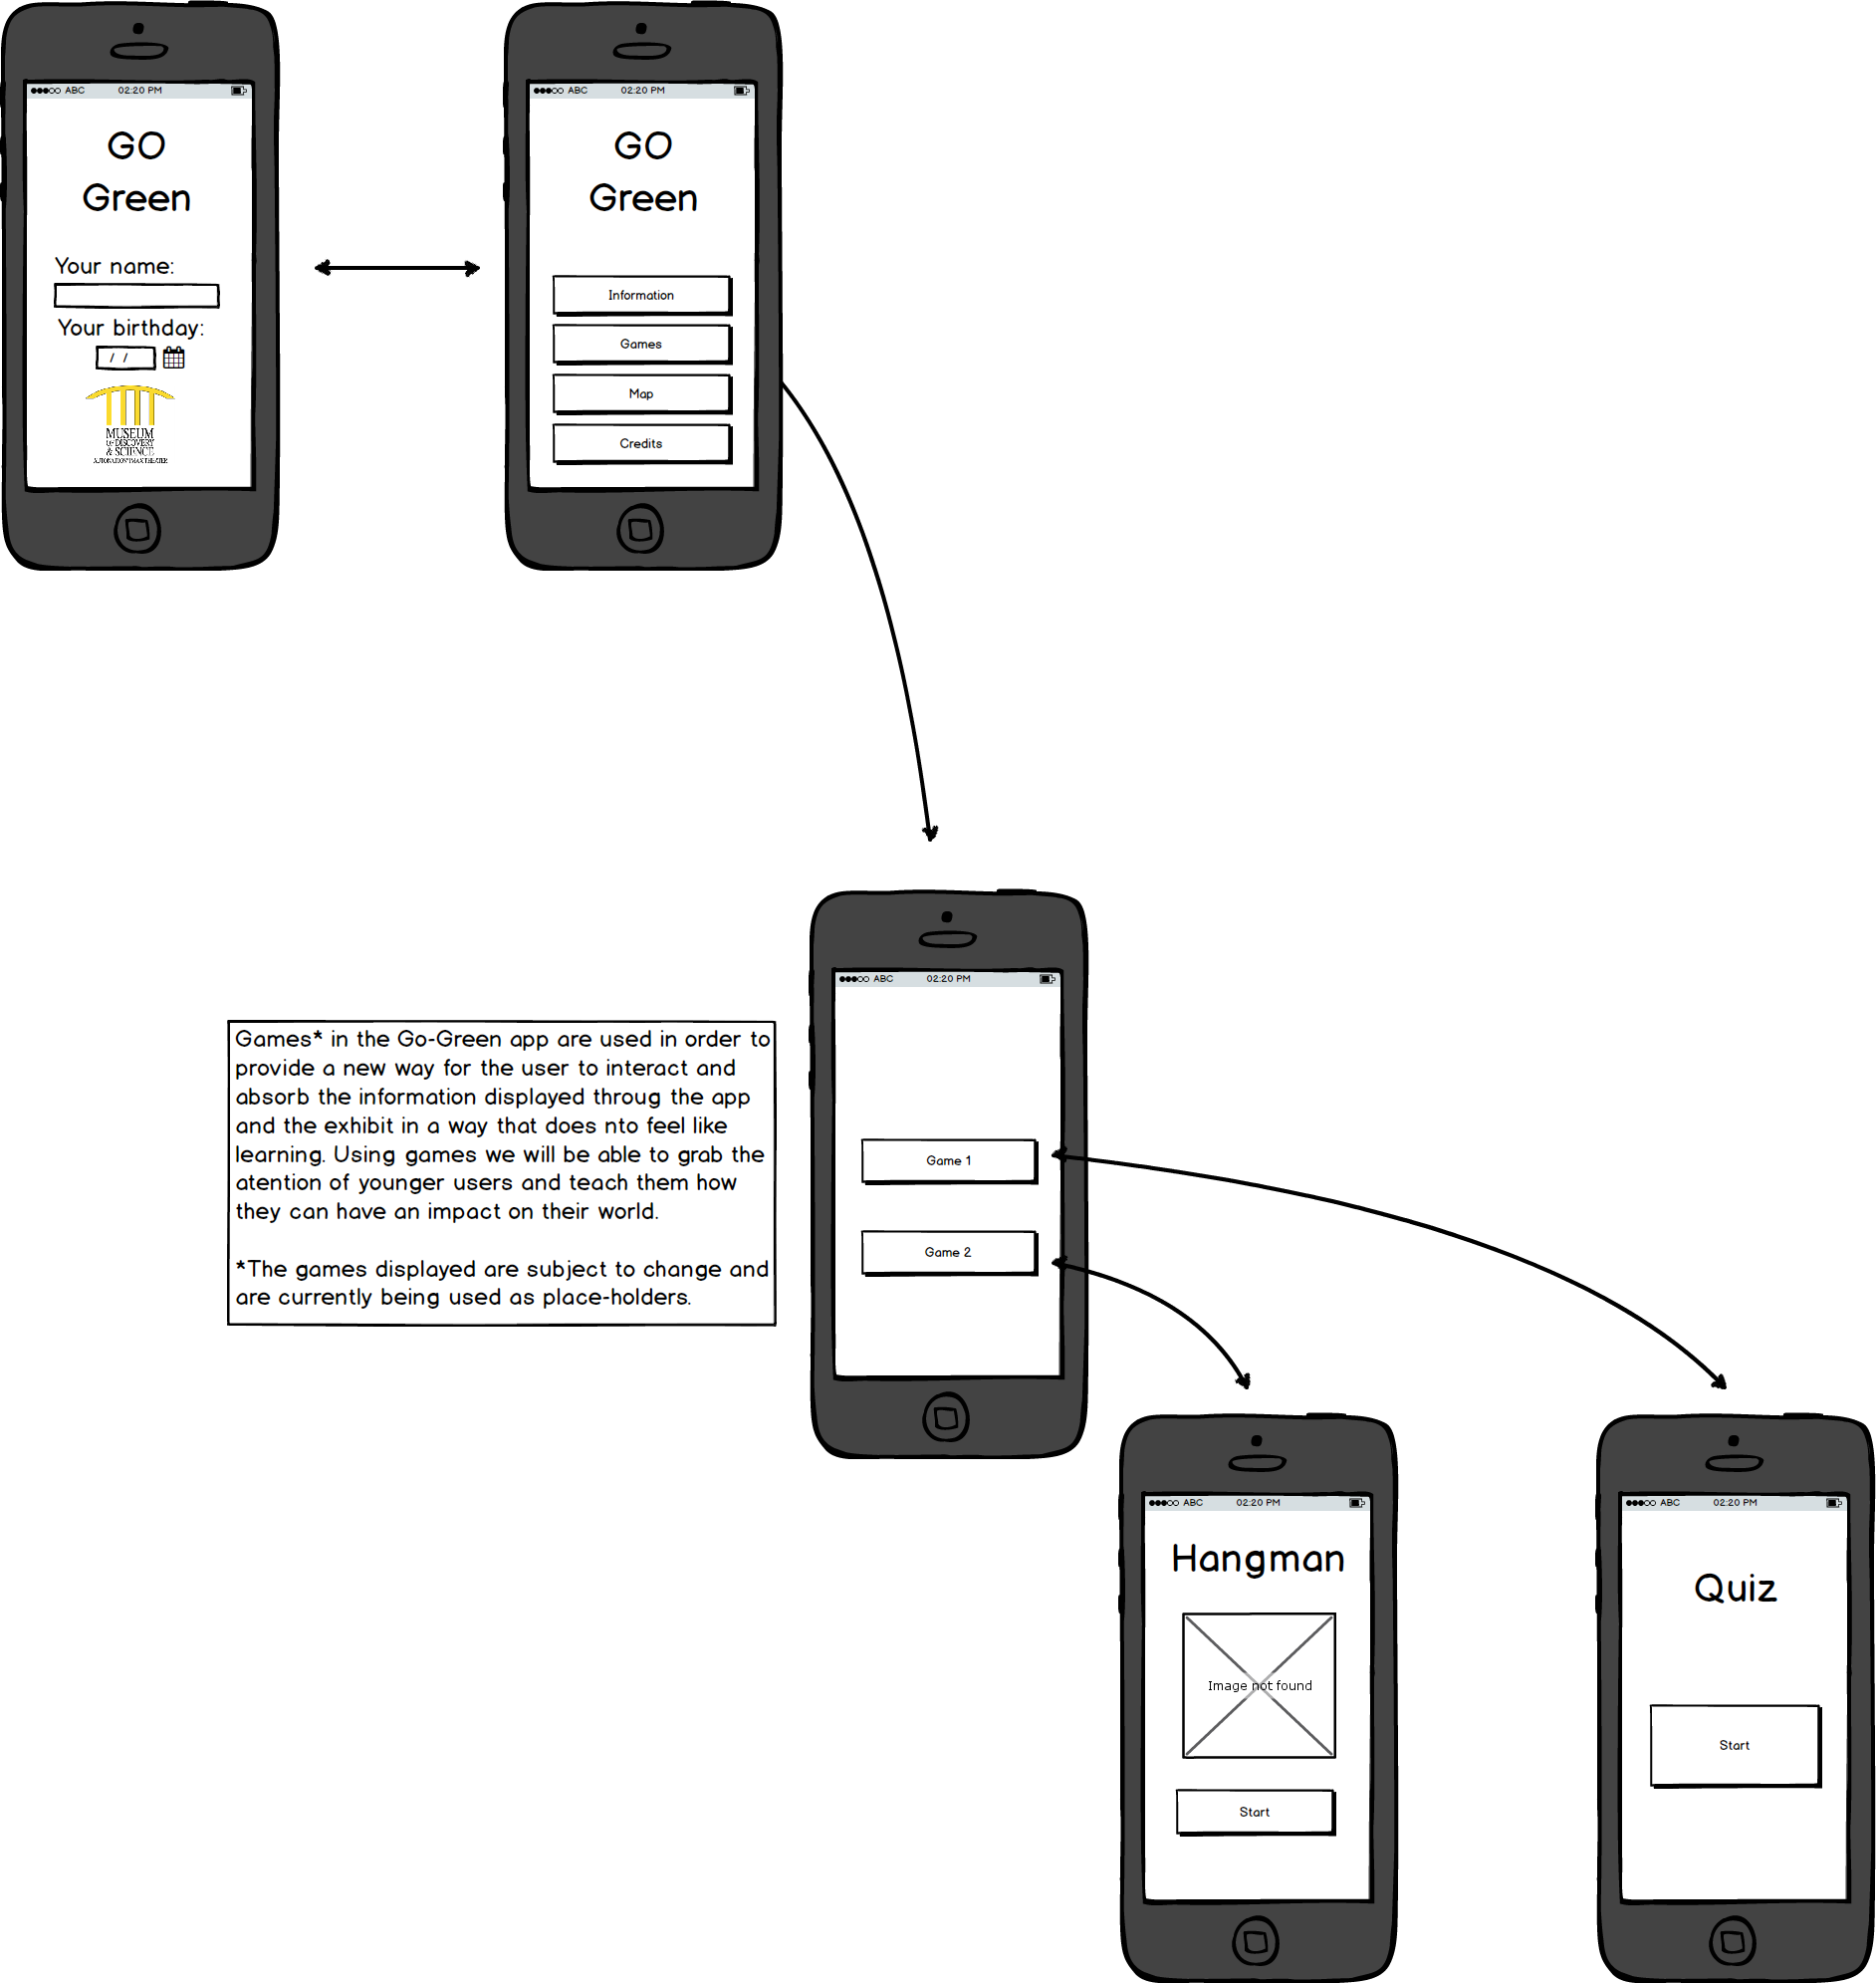 ABC 02:20 PM
GO
Green
Your name:
Your birthday:
/ /
MUSEUM
OF DISCOVERY
& SCIENCE
ABC 02:20 PM
GO
Green
Information
Games
Map
Credits
Games* in the Go-Green app are used in order to
provide a new way for the user to interact and
absorb the information displayed throug the app
and the exhibit in a way that does nto feel like
learning. Using games we will be able to grab the
atention of younger users and teach them how
they can have an impact on their world.
*The games displayed are subject to change and
are currently being used as place-holders.
ABC 02:20 PM
Game 1
Game 2
ABC 02:20 PM
Hangman
Image not found
Start
ABC 02:20 PM
Quiz
Start